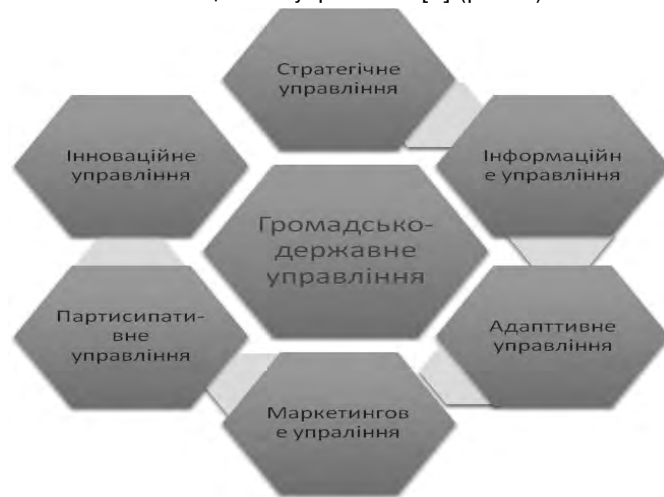 Стратегічне
управління
Інформаційн
е управління
Адапттивне
управління
Маркетингов
е упраління
Партисипати-
вне
управління
Інноваційне
управління
Громадсько-
державне
управління